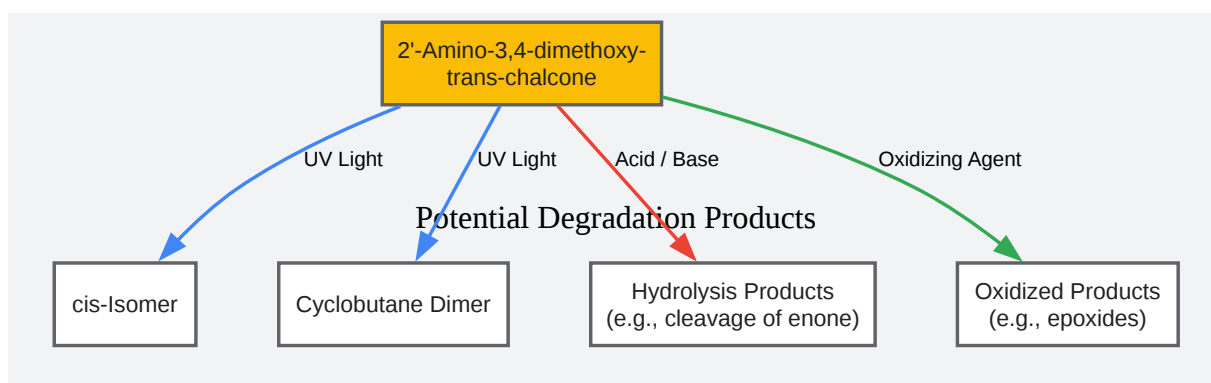 2'-Amino-3,4-dimethoxy-
trans-chalcone
UV Light
UV Light
Acid / Base
Oxidizing Agent
Potential Degradation Products
cis-Isomer
Cyclobutane Dimer
Hydrolysis Products
(e.g., cleavage of enone)
Oxidized Products
(e.g., epoxides)